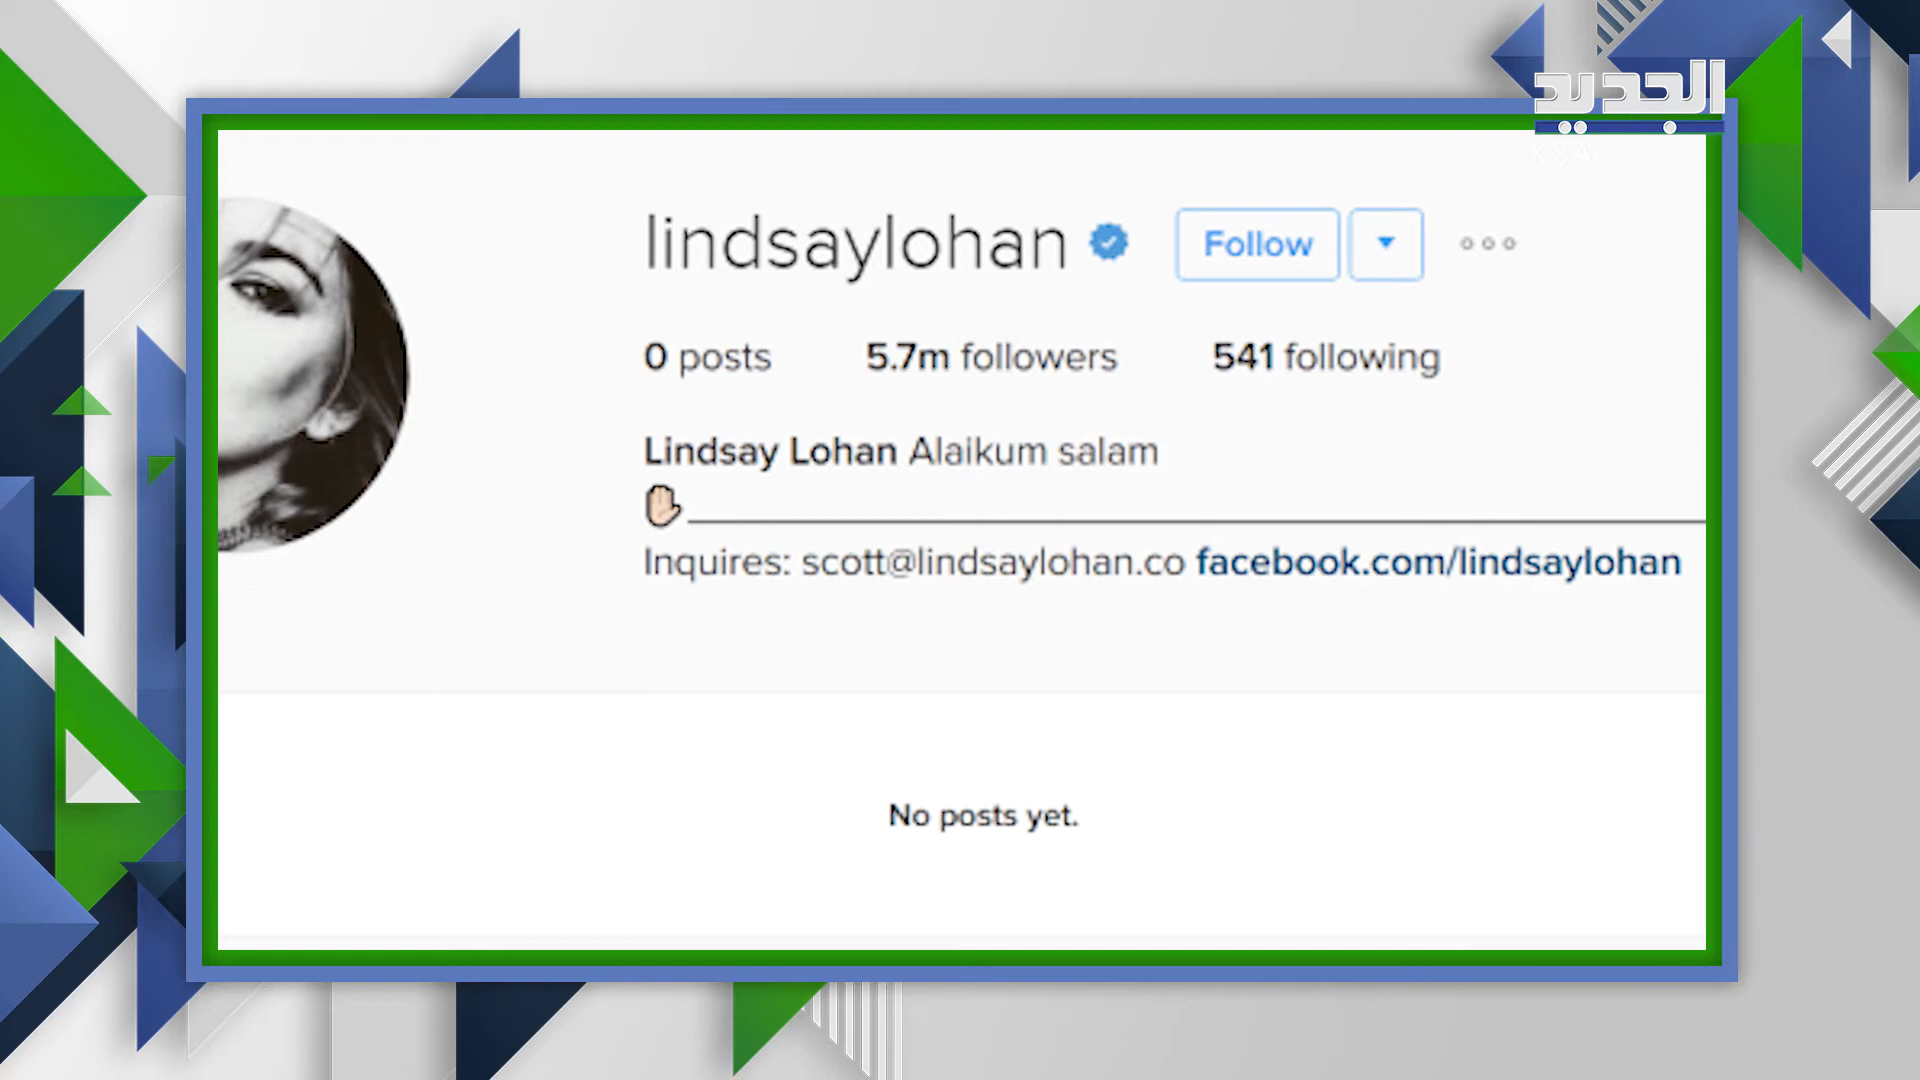 الجديد
KSA
lindsaylohan
Follow
0 posts 5.7m followers 541 following
Lindsay Lohan Alaikum salam
Inquires: scott@lindsaylohan.co facebook.com/lindsaylohan
No posts yet.